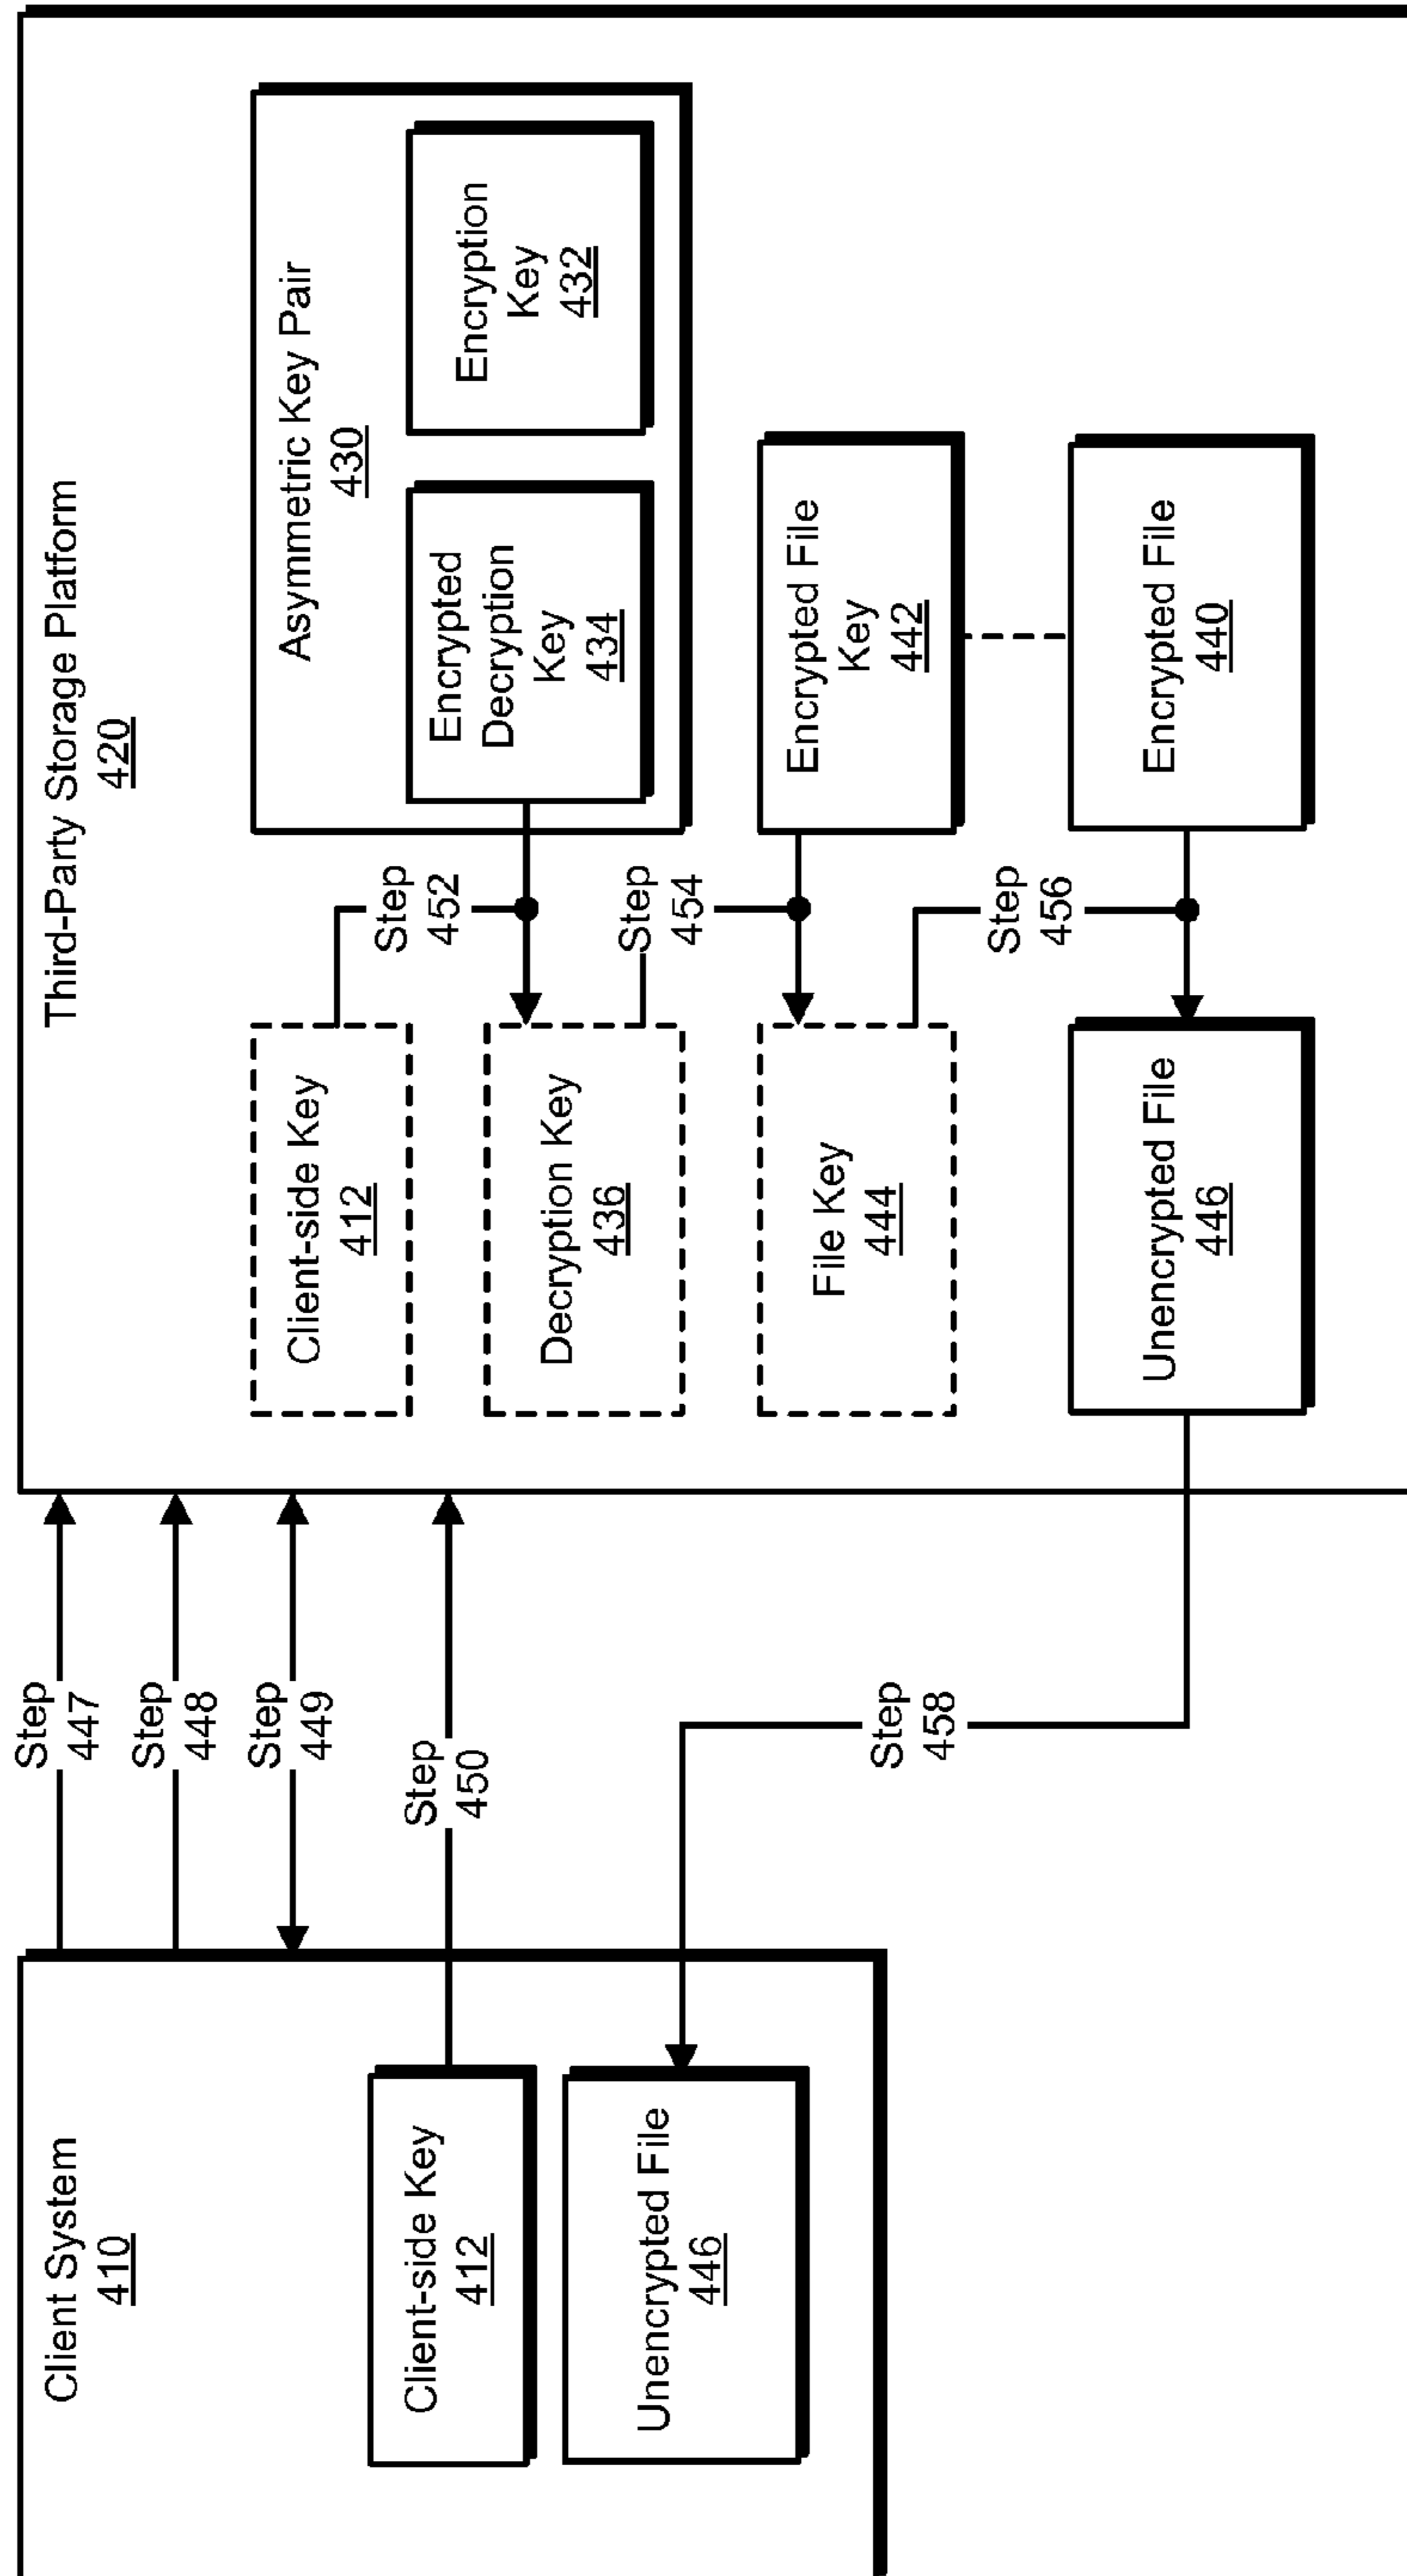 Client System
410
Client-side Key
412
Unencrypted File
446
Step
447
Step
448
Step
449
Step
450
Step
458
Third-Party Storage Platform
420
Client-side Key
412
Decryption Key
436
File Key
444
Unencrypted File
446
Step
452
Step
454
Step
456
Asymmetric Key Pair
430
Encrypted
Decryption
Key
434
Encryption
Key
432
Encrypted File
Key
442
Encrypted File
440